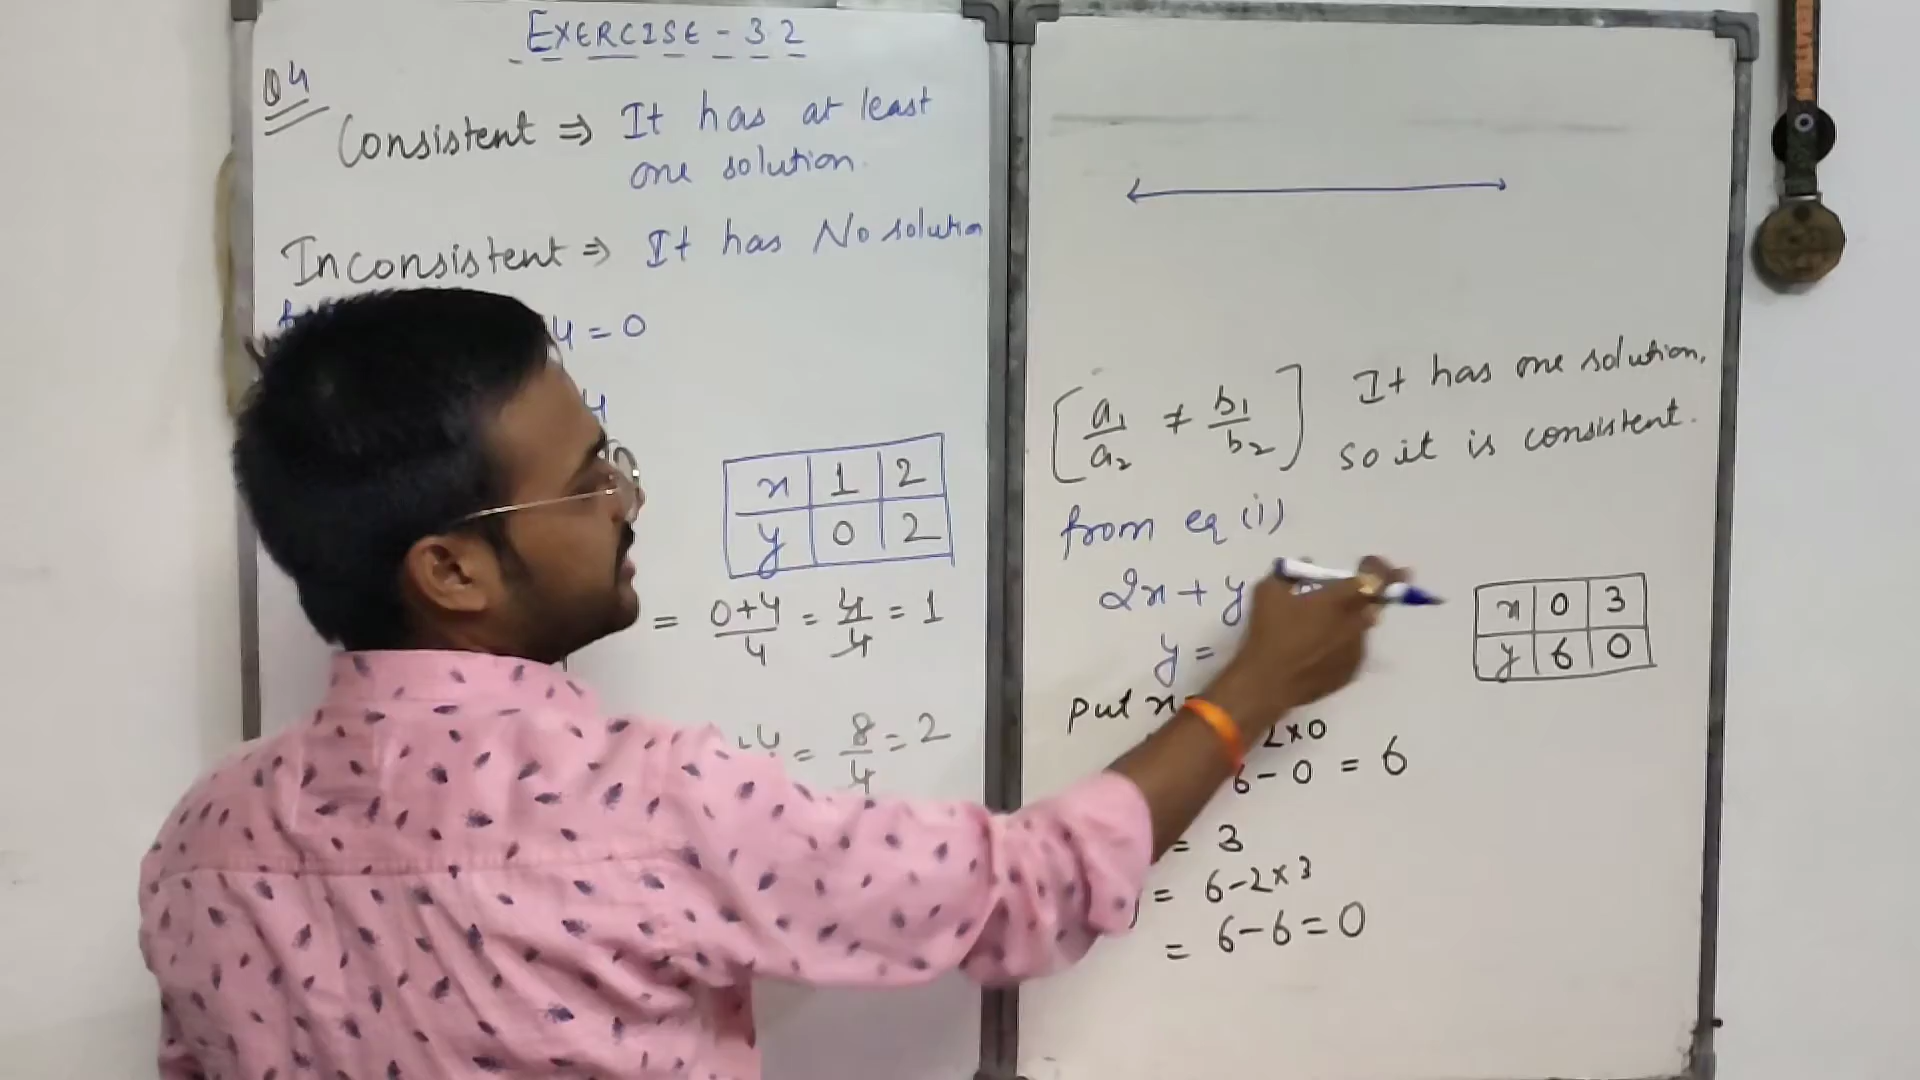 EXERCISE - 3 2
Q4
Consistent ⇒ It has at least
one solution.
Inconsistent ⇒ It has No solution
4 = 0
4
x 1 2
y 0 2
= 0+4/4 = 4/4 = 1
= 8/4 = 2
[a₁/a₂ ≠ b₁/b₂] It has one solution,
so it is consistent.
from eq (i)
2x + y
y =
x 0 3
y 6 0
Put x
2×0
6 - 0 = 6
= 3
= 6-2×3
= 6-6=0